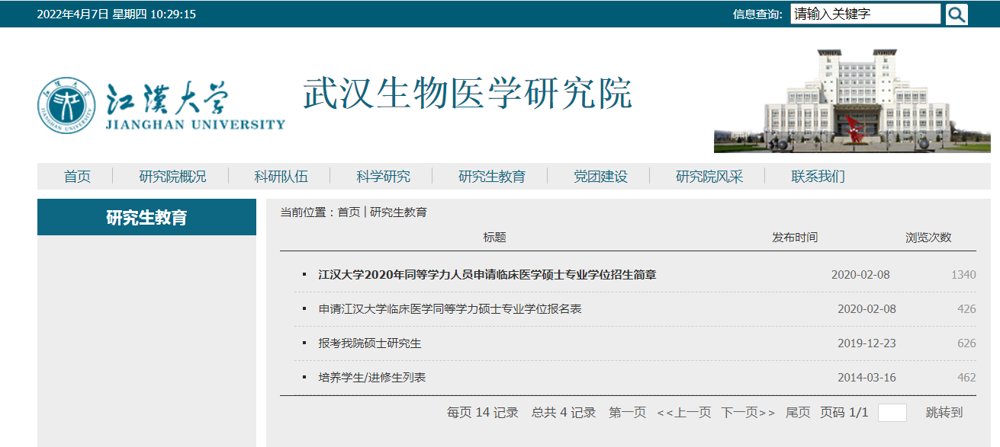 2022年4月7日 星期四 10:29:15 信息查询: 请输入关键字
江漢大学 武汉生物医学研究院
JIANGHAN UNIVERSITY
首页 研究院概况 科研队伍 科学研究 研究生教育 党团建设 研究院风采 联系我们
研究生教育 当前位置：首页 | 研究生教育
标题 发布时间 浏览次数
江汉大学2020年同等学力人员申请临床医学硕士专业学位招生简章 2020-02-08 1340
申请江汉大学临床医学同等学力硕士专业学位报名表 2020-02-08 426
报考我院硕士研究生 2019-12-23 626
培养学生/进修生列表 2014-03-16 462
每页 14 记录 总共 4 记录 第一页 <<上一页 下一页>> 尾页 页码 1/1 跳转到